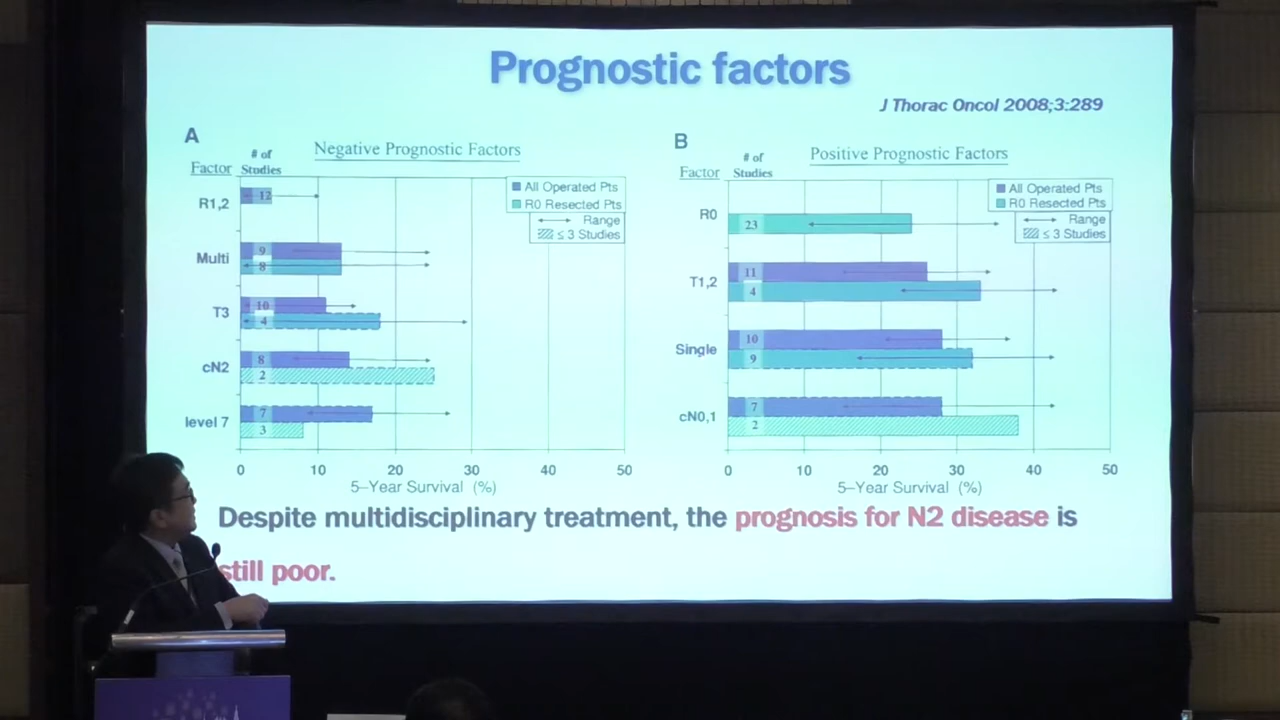 Prognostic factors
J Thorac Oncol 2008;3:289
A
Negative Prognostic Factors
Factor
# of
Studies
All Operated Pts
R0 Resected Pts
Range
≤ 3 Studies
R1,2
12
Multi
9
8
T3
10
4
cN2
8
2
level 7
7
3
0 10 20 30 40 50
5–Year Survival (%)
B
Positive Prognostic Factors
Factor
# of
Studies
All Operated Pts
R0 Resected Pts
Range
≤ 3 Studies
R0
23
T1,2
11
4
Single
10
9
cN0,1
7
2
0 10 20 30 40 50
5–Year Survival (%)
Despite multidisciplinary treatment, the prognosis for N2 disease is
still poor.